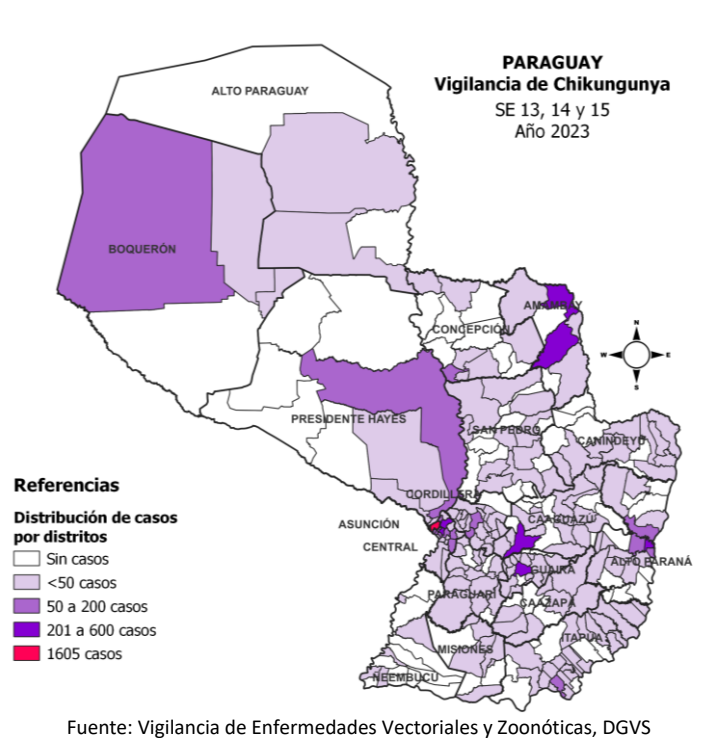 PARAGUAY
Vigilancia de Chikungunya
SE 13, 14 y 15
Año 2023
ALTO PARAGUAY
BOQUERÓN
AMAMBAY
CONCEPCIÓN
N
W
E
S
PRESIDENTE HAYES
SAN PEDRO
CANINDEYÚ
CORDILLERA
ASUNCIÓN
CAAGUAZÚ
CENTRAL
GUAIRÁ
ALTO PARANÁ
PARAGUARÍ
CAAZAPÁ
ITAPÚA
MISIONES
ÑEEMBUCÚ
Referencias
Distribución de casos
por distritos
Sin casos
<50 casos
50 a 200 casos
201 a 600 casos
1605 casos
Fuente: Vigilancia de Enfermedades Vectoriales y Zoonóticas, DGVS